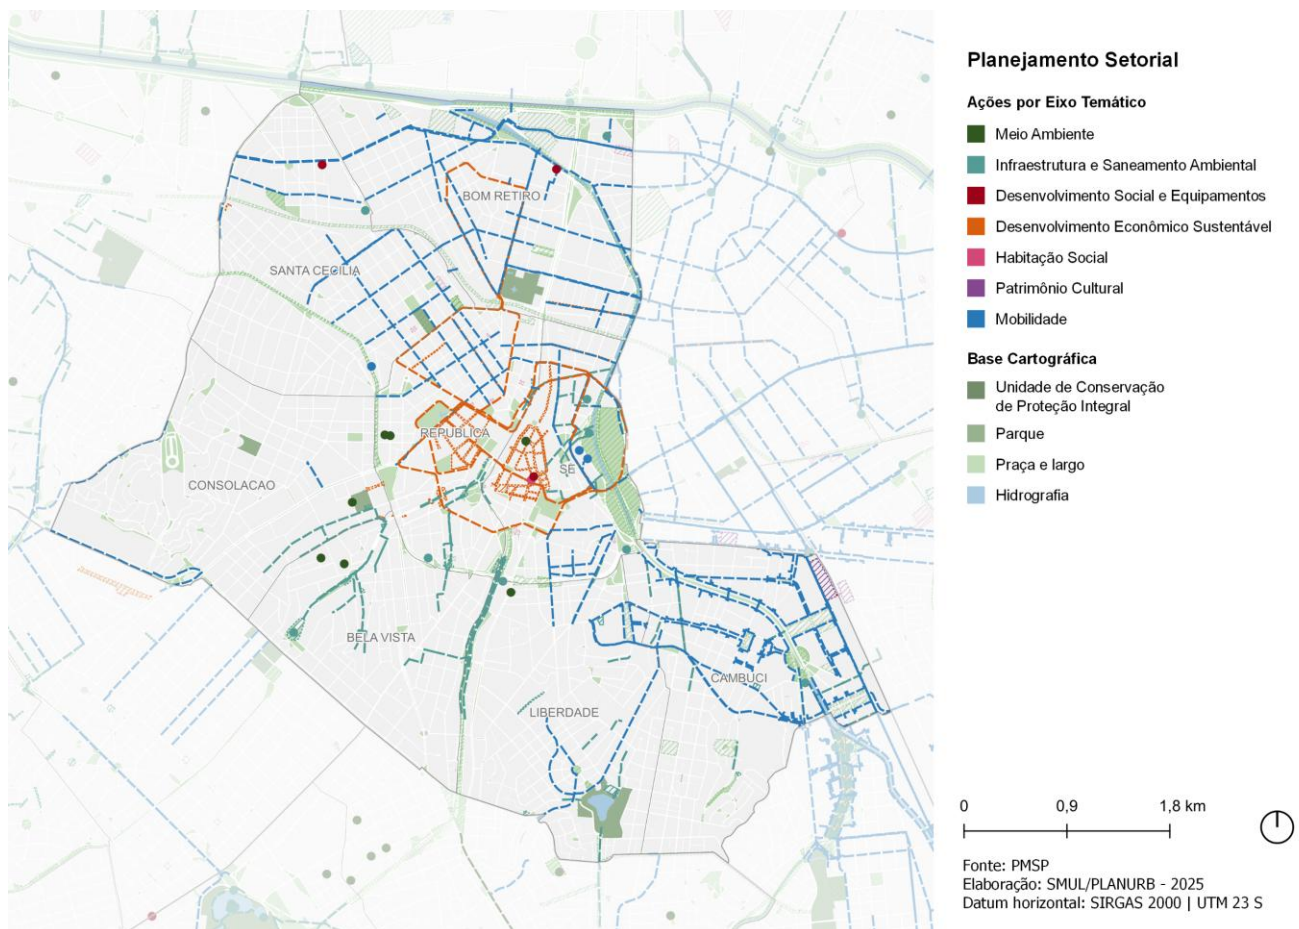 Planejamento Setorial
Ações por Eixo Temático
Meio Ambiente
Infraestrutura e Saneamento Ambiental
Desenvolvimento Social e Equipamentos
Desenvolvimento Econômico Sustentável
Habitação Social
Patrimônio Cultural
Mobilidade
Base Cartográfica
Unidade de Conservação
de Proteção Integral
Parque
Praça e largo
Hidrografia
BOM RETIRO
SANTA CECILIA
REPUBLICA
SE
CONSOLACAO
BELA VISTA
CAMBUCI
LIBERDADE
0 0,9 1,8 km
Fonte: PMSP
Elaboração: SMUL/PLANURB - 2025
Datum horizontal: SIRGAS 2000 | UTM 23 S